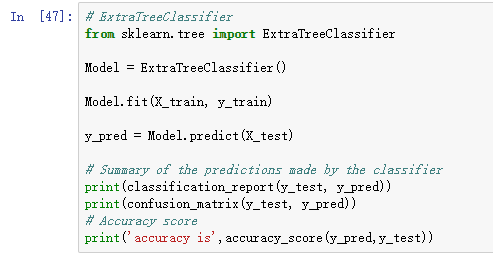 In [47]:
# ExtraTreeClassifier
from sklearn.tree import ExtraTreeClassifier
Model = ExtraTreeClassifier()
Model.fit(X_train, y_train)
y_pred = Model.predict(X_test)
# Summary of the predictions made by the classifier
print(classification_report(y_test, y_pred))
print(confusion_matrix(y_test, y_pred))
# Accuracy score
print('accuracy is',accuracy_score(y_pred,y_test))